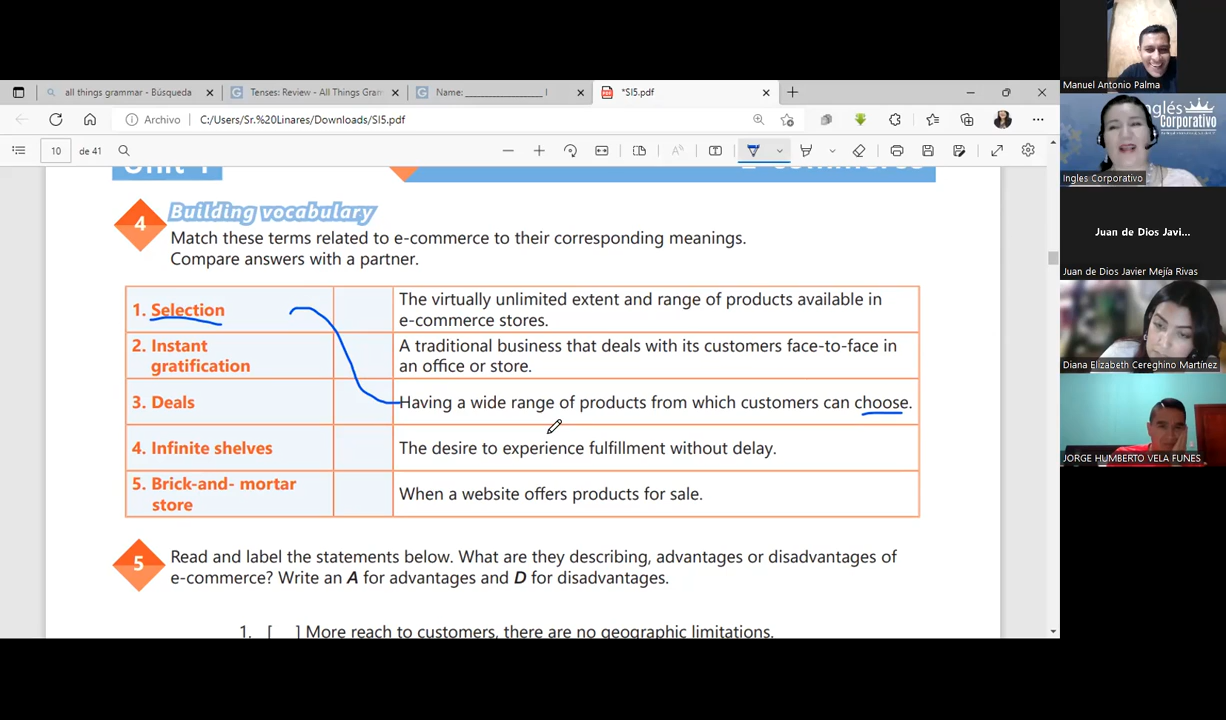 all things grammar - Búsqueda
Tenses: Review - All Things Gram
Name: ____________________ I
*SI5.pdf
Archivo
C:/Users/Sr.%20Linares/Downloads/SI5.pdf
10
de 41
Building vocabulary
4
Match these terms related to e-commerce to their corresponding meanings.
Compare answers with a partner.
1. Selection
The virtually unlimited extent and range of products available in
e-commerce stores.
2. Instant
gratification
A traditional business that deals with its customers face-to-face in
an office or store.
3. Deals
Having a wide range of products from which customers can choose.
4. Infinite shelves
The desire to experience fulfillment without delay.
5. Brick-and- mortar
store
When a website offers products for sale.
5
Read and label the statements below. What are they describing, advantages or disadvantages of
e-commerce? Write an A for advantages and D for disadvantages.
1. [ ] More reach to customers, there are no geographic limitations.
Manuel Antonio Palma
Inglés
Corporativo
Ingles Corporativo
Juan de Dios Javi...
Juan de Dios Javier Mejía Rivas
Diana Elizabeth Cereghino Martínez
JORGE HUMBERTO VELA FUNES